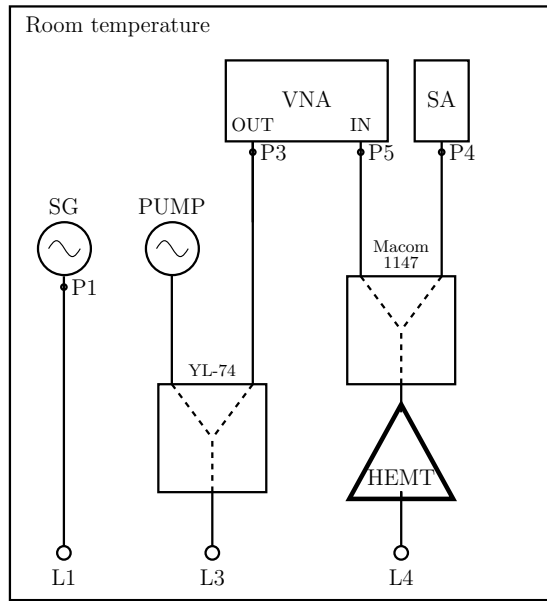 Room temperature
VNA
SA
OUT
IN
P3
P5
P4
SG
PUMP
Macom
1147
P1
YL-74
HEMT
L1
L3
L4